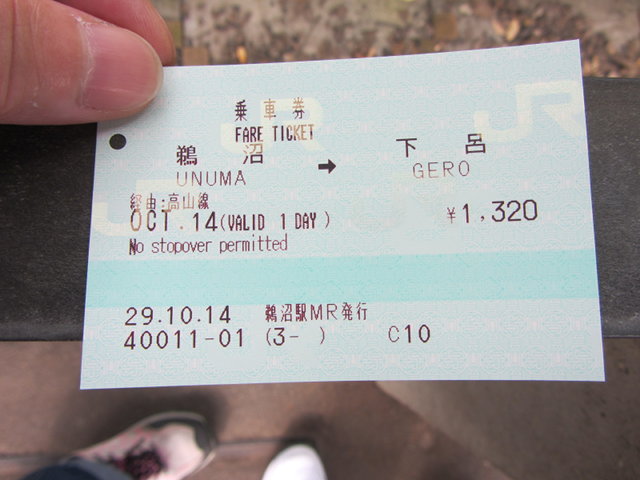 乗車券
FARE TICKET
鵜沼 → 下呂
UNUMA GERO
経由:高山線
OCT.14(VALID 1 DAY) ¥1,320
No stopover permitted
29.10.14 鵜沼駅MR発行
40011-01 (3- ) C10
JR
JR